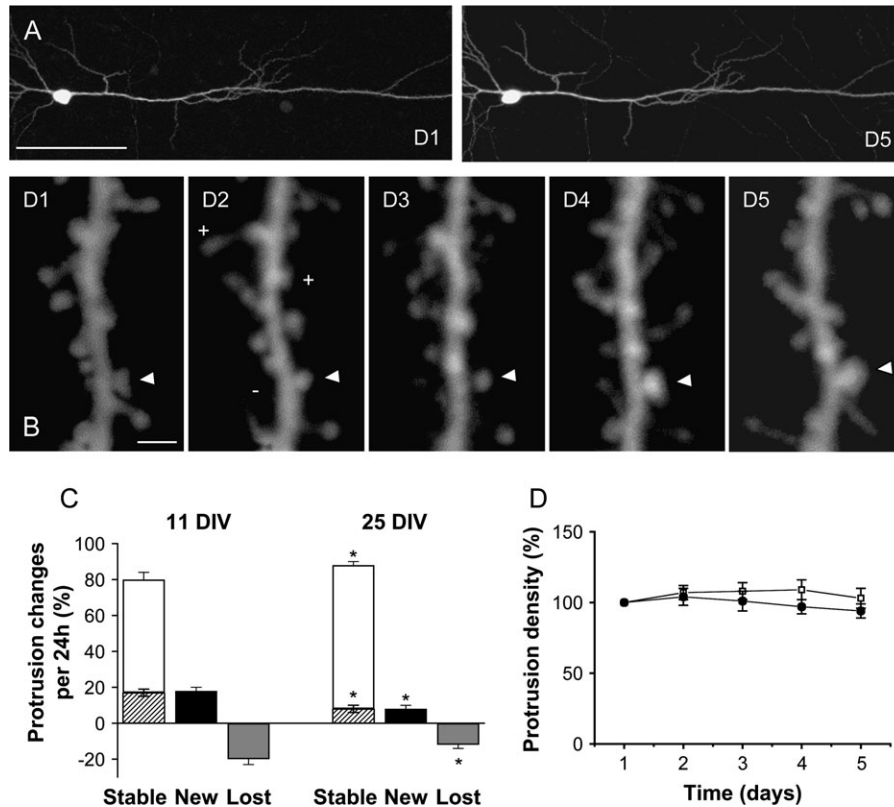 A
D1
D5
D1
D2
D3
D4
D5
+
+
-
B
C
11 DIV
25 DIV
Protrusion changes
per 24h (%)
100
80
60
40
20
0
-20
*
*
*
*
Stable New Lost
Stable New Lost
D
Protrusion density (%)
150
100
50
0
1 2 3 4 5
Time (days)